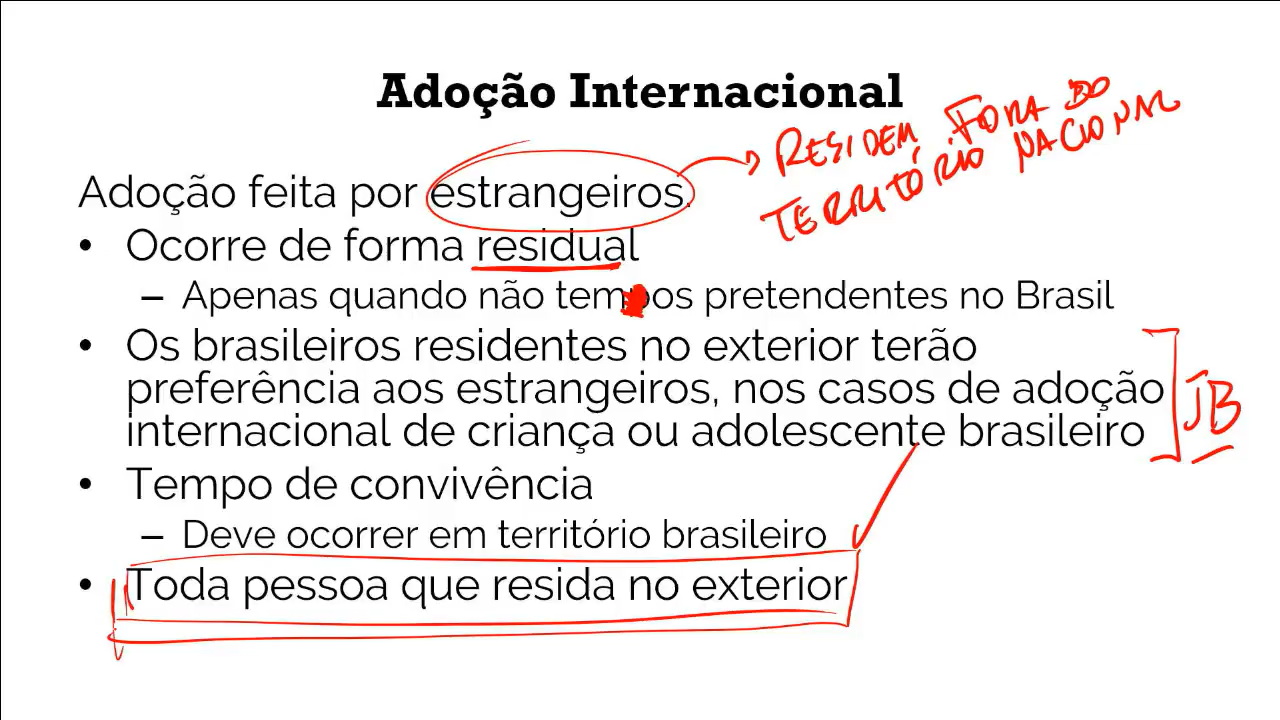 Adoção Internacional
RESIDEM FORA DO
TERRITÓRIO NACIONAL
Adoção feita por estrangeiros.
• Ocorre de forma residual
– Apenas quando não tempos pretendentes no Brasil
• Os brasileiros residentes no exterior terão
preferência aos estrangeiros, nos casos de adoção
internacional de criança ou adolescente brasileiro
JB
• Tempo de convivência
– Deve ocorrer em território brasileiro
• Toda pessoa que resida no exterior